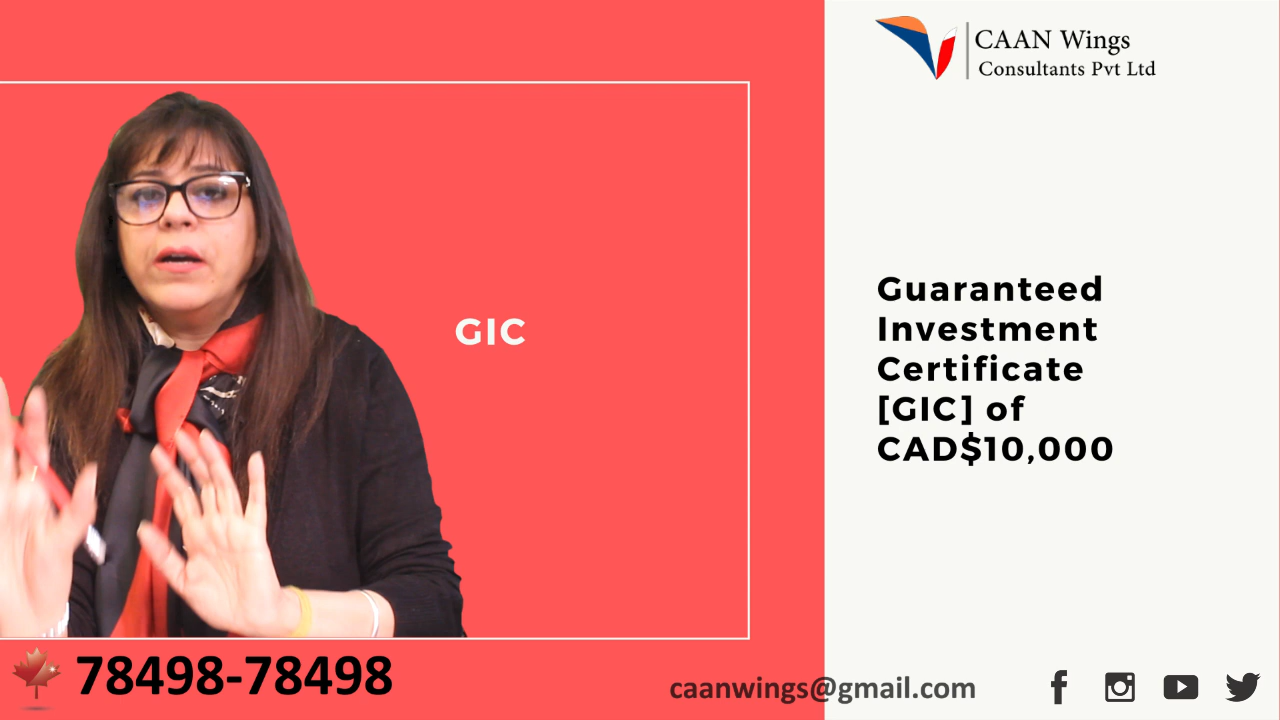 CAAN Wings
Consultants Pvt Ltd
GIC
Guaranteed
Investment
Certificate
[GIC] of
CAD$10,000
78498-78498
caanwings@gmail.com